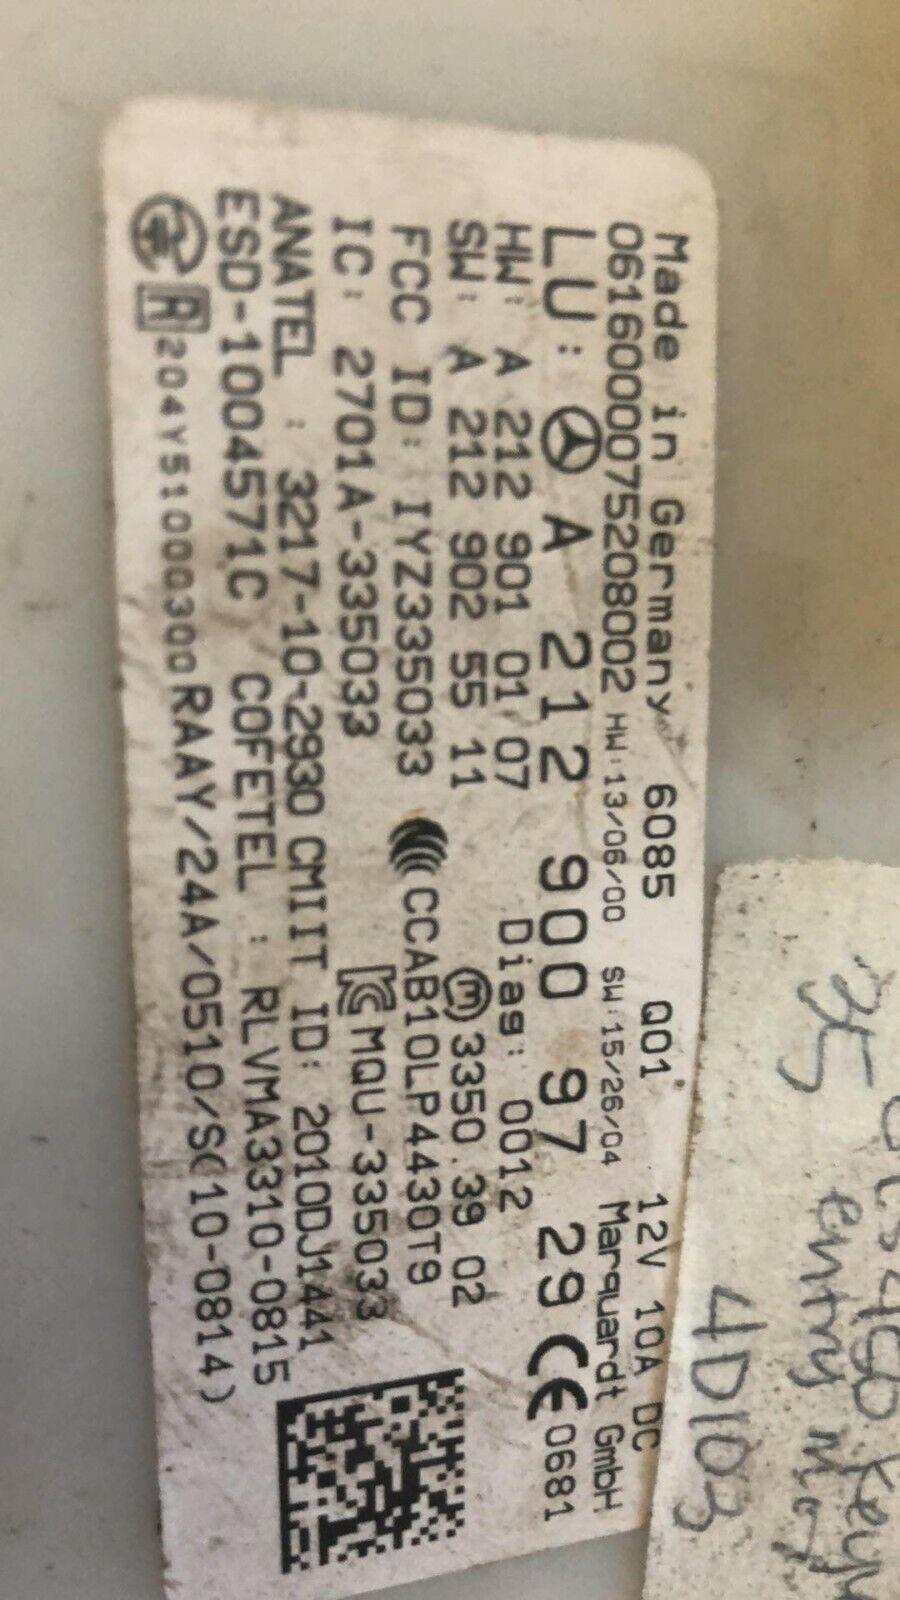 Made in Germany 6085 Q01 12V 10A DC
0616000075208002 HW:13/06/00 SW:15/26/04 Marquardt GmbH
LU: A 212 900 97 29 CE 0681
HW: A 212 901 01 07 Diag: 0012
SW: A 212 902 55 11 m 3350.39 02
FCC ID: IYZ335033 CCAB10LP4430T9
IC: 2701A-335033 MQU-335033
ANATEL : 3217-10-2930 CMIIT ID: 2010DJ1441
ESD-1004571C COFETEL : RLVMA3310-0815
R 204Y51000300 RAAY/24A/0510/S(10-0814)
35
entry
4D103